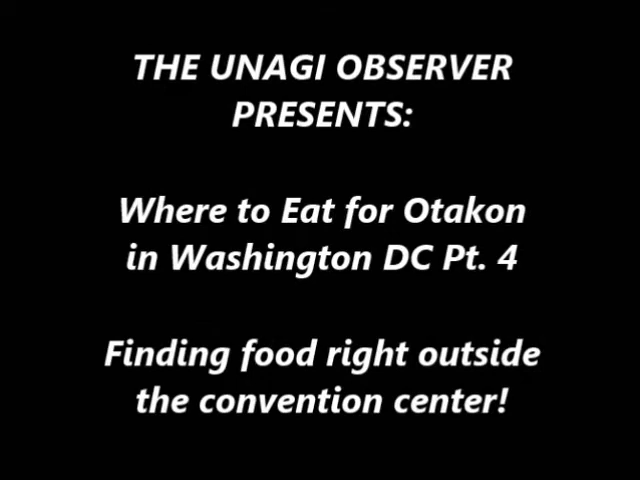 THE UNAGI OBSERVER
PRESENTS:
Where to Eat for Otakon
in Washington DC Pt. 4
Finding food right outside
the convention center!